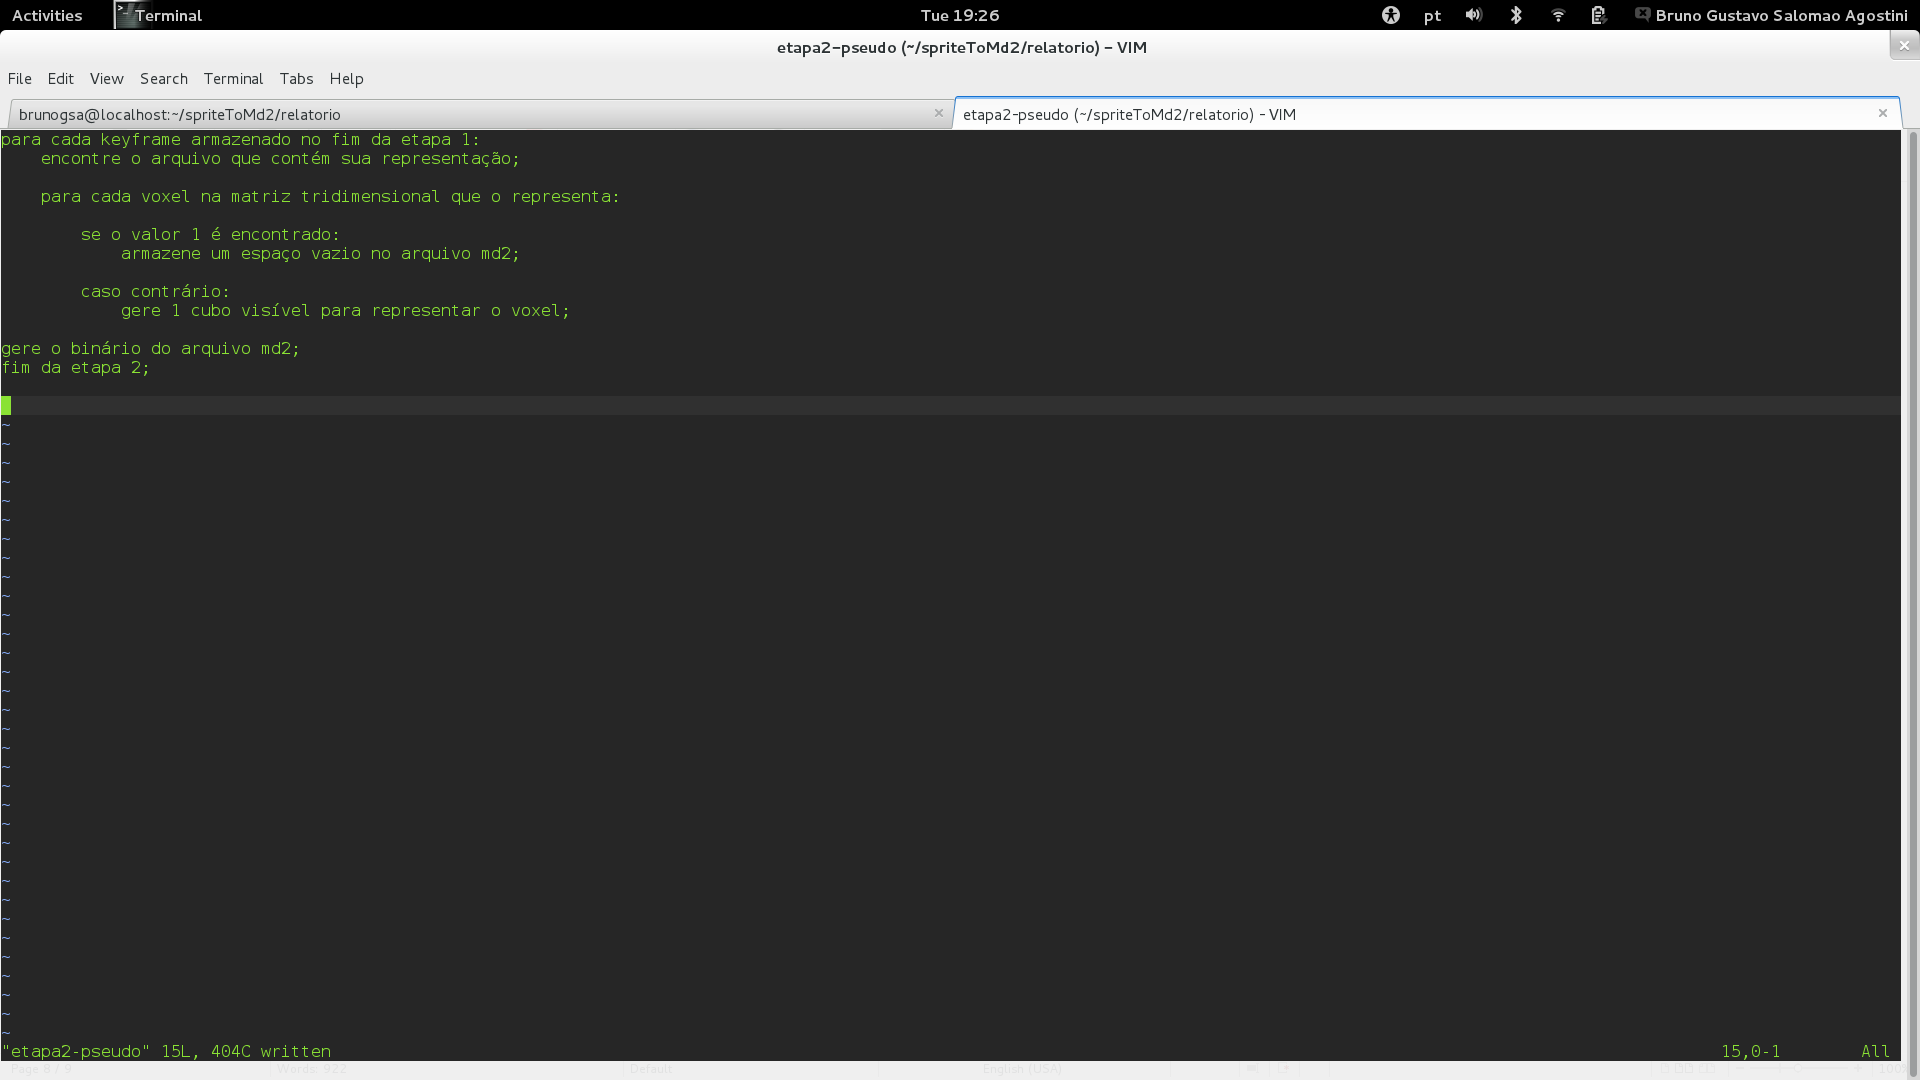 Activities Terminal Tue 19:26 pt Bruno Gustavo Salomao Agostini
etapa2-pseudo (~/spriteToMd2/relatorio) - VIM
File Edit View Search Terminal Tabs Help
brunogsa@localhost:~/spriteToMd2/relatorio etapa2-pseudo (~/spriteToMd2/relatorio) - VIM
para cada keyframe armazenado no fim da etapa 1:
encontre o arquivo que contém sua representação;
para cada voxel na matriz tridimensional que o representa:
se o valor 1 é encontrado:
armazene um espaço vazio no arquivo md2;
caso contrário:
gere 1 cubo visível para representar o voxel;
gere o binário do arquivo md2;
fim da etapa 2;
"etapa2-pseudo" 15L, 404C written 15,0-1 All
Page 8 / 9 Words: 922 Default English (USA)